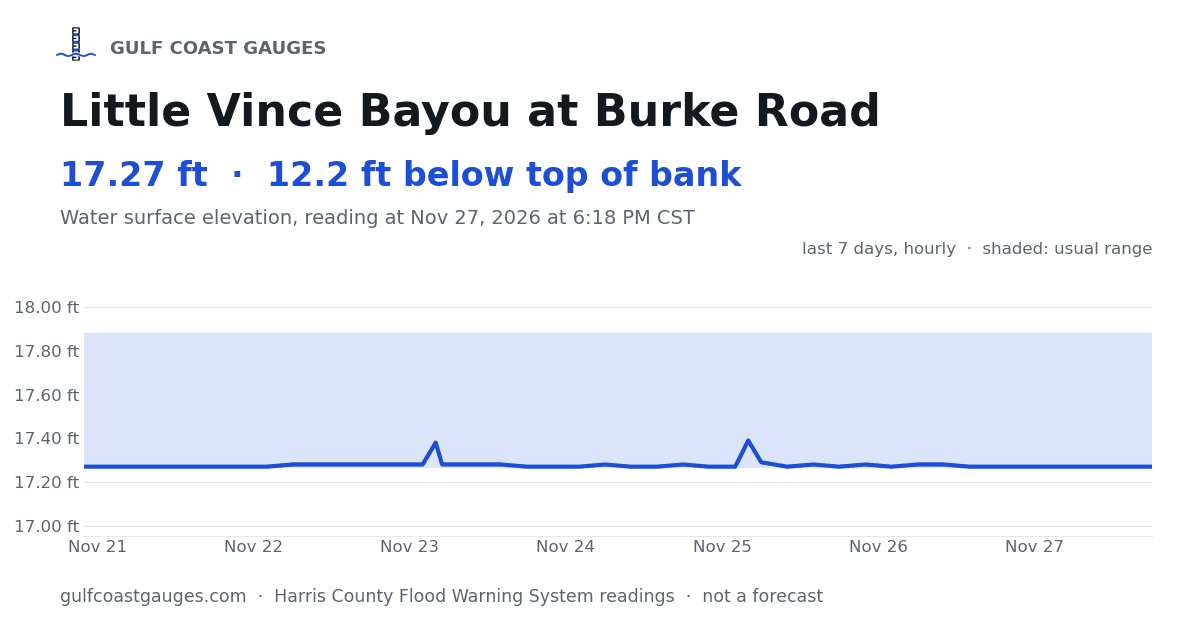 GULF COAST GAUGES
Little Vince Bayou at Burke Road
17.27 ft · 12.2 ft below top of bank
Water surface elevation, reading at Nov 27, 2026 at 6:18 PM CST
last 7 days, hourly · shaded: usual range
18.00 ft
17.80 ft
17.60 ft
17.40 ft
17.20 ft
17.00 ft
Nov 21 Nov 22 Nov 23 Nov 24 Nov 25 Nov 26 Nov 27
gulfcoastgauges.com · Harris County Flood Warning System readings · not a forecast